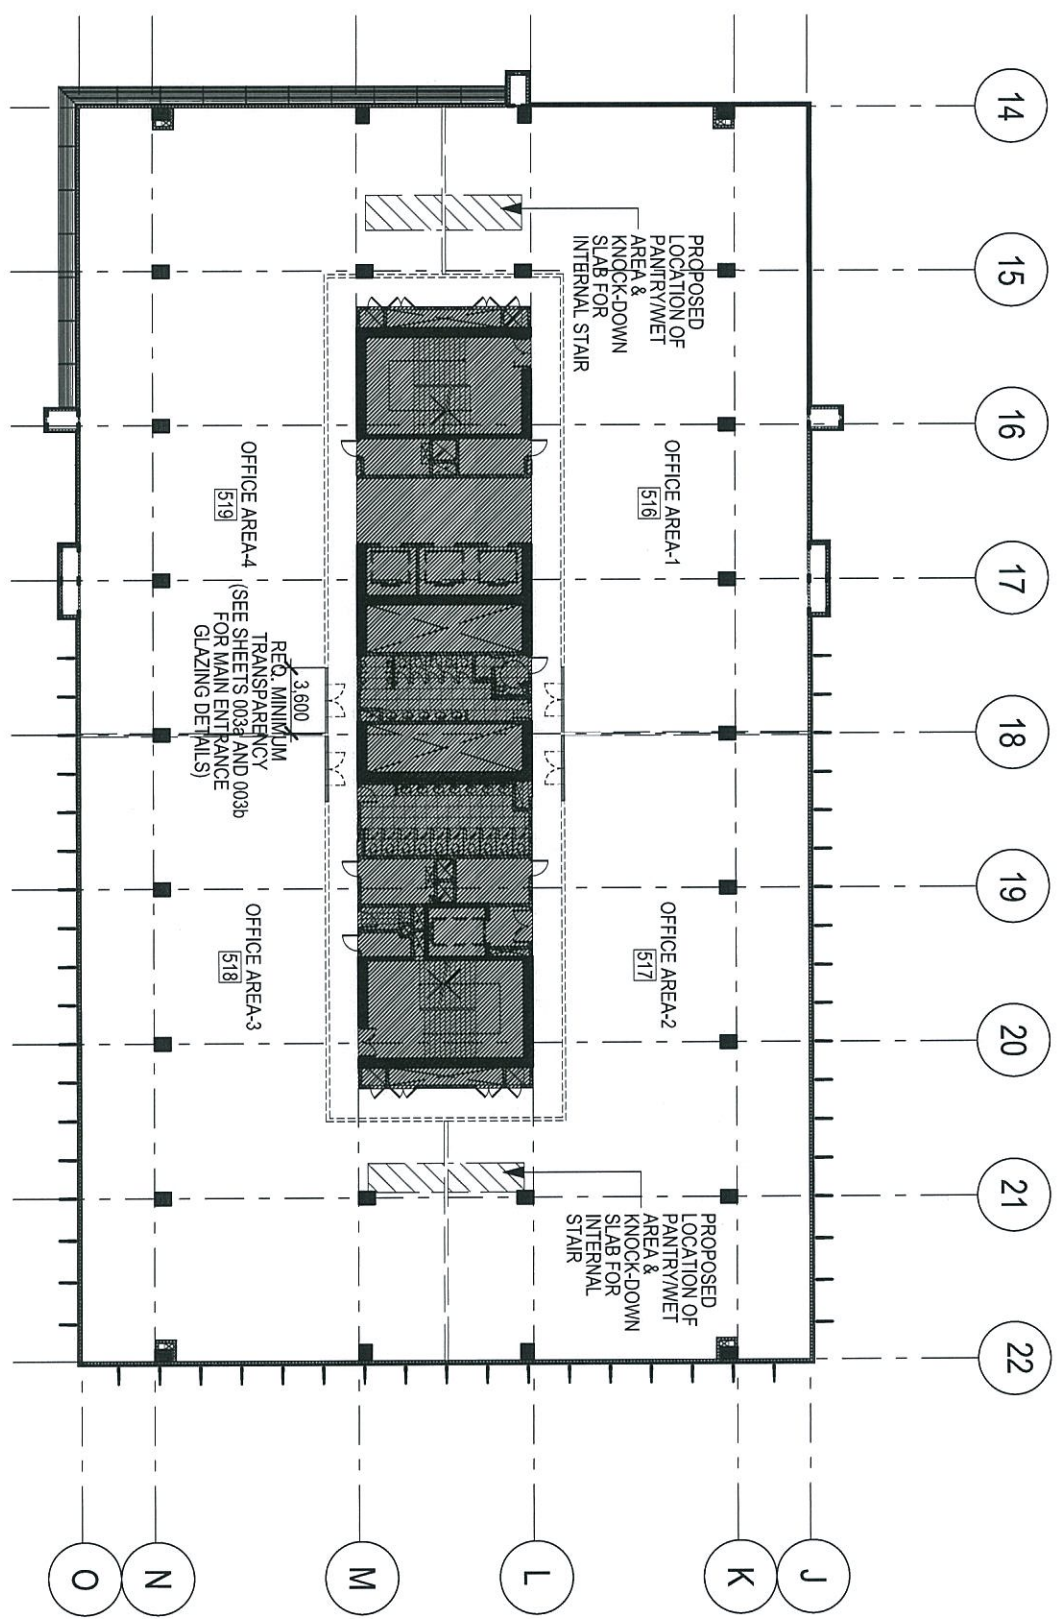 14
15
16
17
18
19
20
21
22
J
K
L
M
N
O
PROPOSED
LOCATION OF
PANTRY/WET
AREA &
KNOCK-DOWN
SLAB FOR
INTERNAL STAIR
OFFICE AREA-1
516
OFFICE AREA-2
517
PROPOSED
LOCATION OF
PANTRY/WET
AREA &
KNOCK-DOWN
SLAB FOR
INTERNAL
STAIR
OFFICE AREA-4
519
3,600
REQ. MINIMUM
TRANSPARENCY
(SEE SHEETS 003a AND 003b
FOR MAIN ENTRANCE
GLAZING DETAILS)
OFFICE AREA-3
518